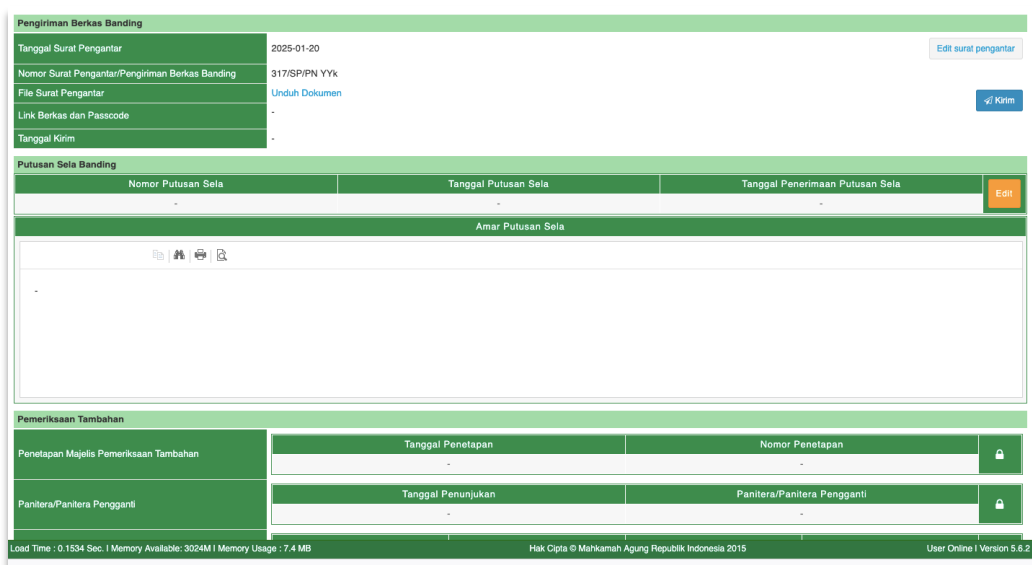 Pengiriman Berkas Banding
Tanggal Surat Pengantar 2025-01-20 Edit surat pengantar
Nomor Surat Pengantar/Pengiriman Berkas Banding 317/SP/PN YYk
File Surat Pengantar Unduh Dokumen
Kirim
Link Berkas dan Passcode -
Tanggal Kirim -
Putusan Sela Banding
Nomor Putusan Sela Tanggal Putusan Sela Tanggal Penerimaan Putusan Sela Edit
- - -
Amar Putusan Sela
-
Pemeriksaan Tambahan
Penetapan Majelis Pemeriksaan Tambahan Tanggal Penetapan Nomor Penetapan
- -
Panitera/Panitera Pengganti Tanggal Penunjukan Panitera/Panitera Pengganti
- -
Load Time : 0.1534 Sec. I Memory Available: 3024M I Memory Usage : 7.4 MB Hak Cipta © Mahkamah Agung Republik Indonesia 2015 User Online I Version 5.6.2